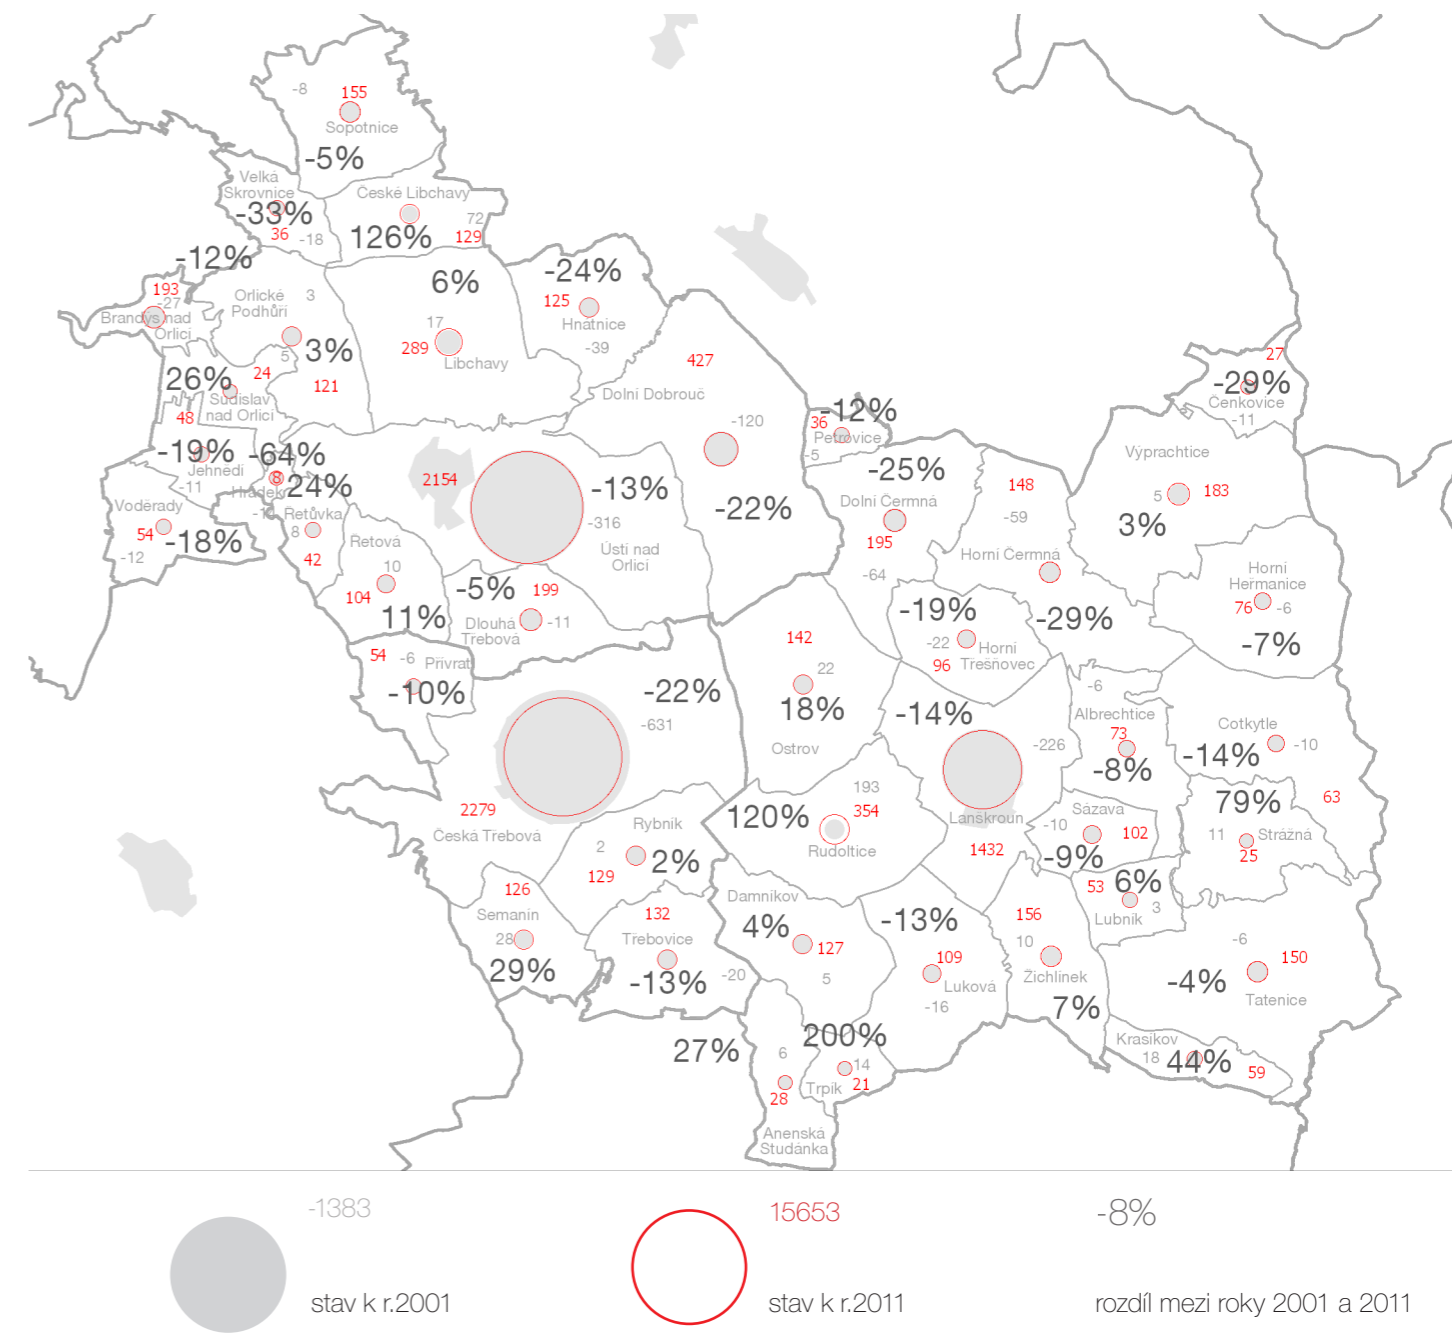 -8
155
Sopotnice
-5%
Velká
Skrovnice
-33%
36
-18
České Libchavy
72
126%
129
-12%
193
-27
Brandýs nad
Orlicí
Orlické
Podhůří
3
3%
5
121
6%
17
289
Libchavy
-24%
125
Hnátnice
-39
26%
24
Sudislav
nad Orlicí
48
-19%
Jehnědí
-11
-64%
8
Hrádek
-14
24%
Řetůvka
8
42
Voděrady
54
-18%
-12
Řetová
10
104
11%
2154
-13%
-316
Ústí nad
Orlicí
427
Dolní Dobrouč
-120
-22%
-12%
36
Petrovice
-5
-25%
Dolní Čermná
195
-64
148
-59
Horní Čermná
-29%
27
-29%
Čenkovice
-11
Výprachtice
5
183
3%
Horní
Heřmanice
76
-6
-7%
-5%
199
Dlouhá
Třebová
-11
54
-6
Přívrat
-10%
-22%
-631
2279
Česká Třebová
142
22
18%
Ostrov
-19%
-22
Horní
Třešňovec
96
-14%
-226
Lanškroun
1432
-6
Albrechtice
73
-8%
Cotkytle
-14%
-10
63
79%
11
Strážná
25
Sázava
-10
102
-9%
53
6%
Lubník
3
193
120%
354
Rudoltice
Rybník
2
2%
129
126
Semanín
28
29%
132
Třebovice
-13%
-20
Damníkov
4%
127
5
-13%
109
Luková
-16
156
10
Žichlínek
7%
-6
150
-4%
Tatenice
Krasíkov
18
44%
59
27%
6
28
Anenská
Studánka
200%
14
Trpík
21
-1383
15653
-8%
stav k r.2001
stav k r.2011
rozdíl mezi roky 2001 a 2011